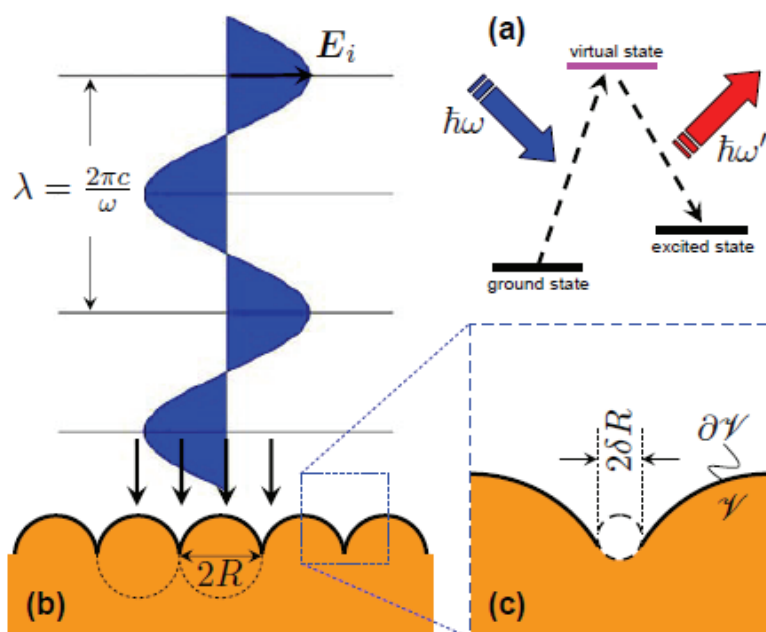 E_i
λ = 2πc/ω
(a)
virtual state
ħω
ħω′
excited state
ground state
2R
(b)
2δR
∂𝒱
𝒱
(c)